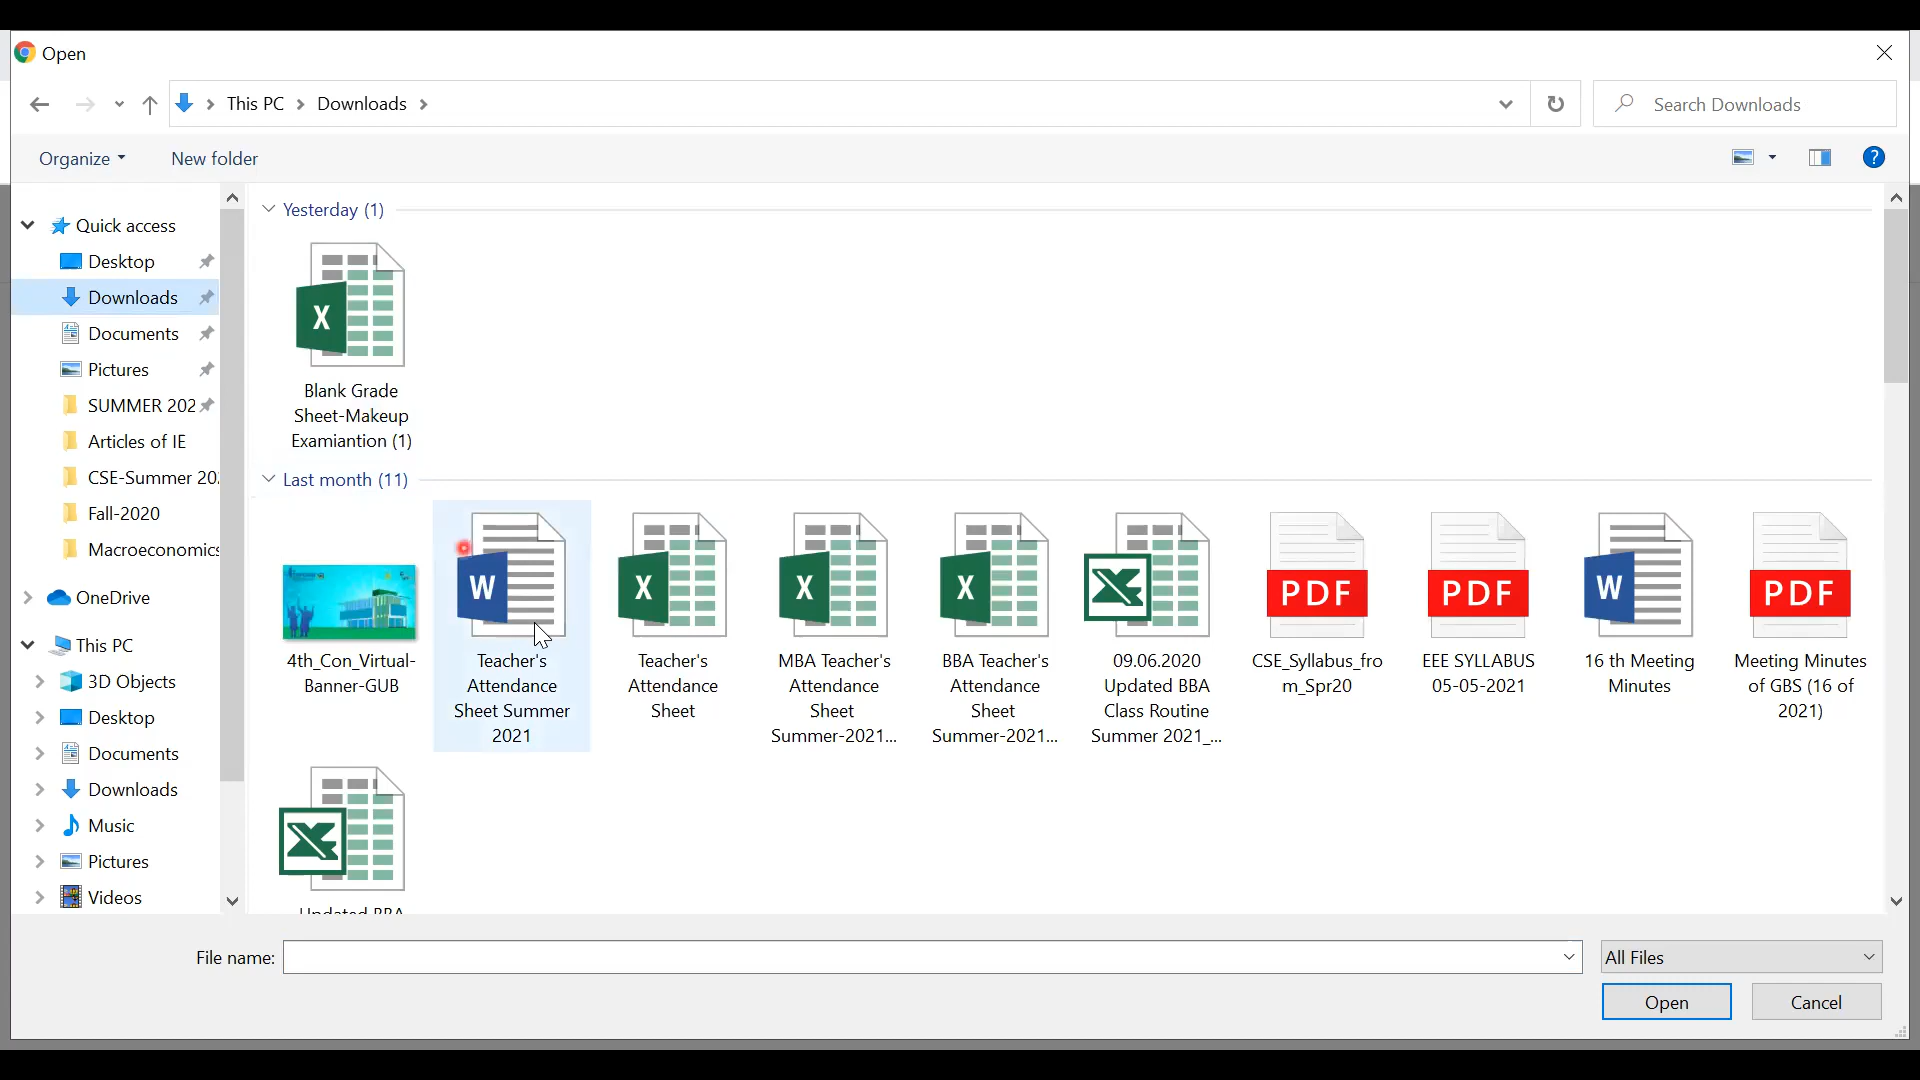 Open
This PC
Downloads
Search Downloads
Organize
New folder
?
Quick access
Desktop
Downloads
Documents
Pictures
SUMMER 202
Articles of IE
CSE-Summer 20
Fall-2020
Macroeconomics
OneDrive
This PC
3D Objects
Desktop
Documents
Downloads
Music
Pictures
Videos
Yesterday (1)
X
Blank Grade
Sheet-Makeup
Examiantion (1)
Last month (11)
4th_Con_Virtual-
Banner-GUB
W
Teacher's
Attendance
Sheet Summer
2021
X
Teacher's
Attendance
Sheet
X
MBA Teacher's
Attendance
Sheet
Summer-2021...
X
BBA Teacher's
Attendance
Sheet
Summer-2021...
X
09.06.2020
Updated BBA
Class Routine
Summer 2021_...
PDF
CSE_Syllabus_fro
m_Spr20
PDF
EEE SYLLABUS
05-05-2021
W
16 th Meeting
Minutes
PDF
Meeting Minutes
of GBS (16 of
2021)
X
Updated BBA
File name:
All Files
Open
Cancel